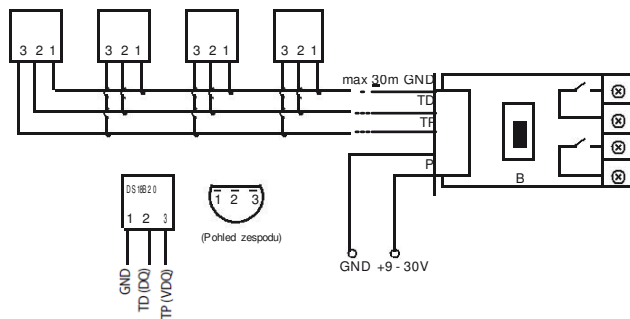 3 2 1
3 2 1
3 2 1
3 2 1
max 30m GND
TD
TP
P
B
DS18B20
1 2 3
1 2 3
(Pohled zespodu)
GND
TD (DQ)
TP (VDQ)
GND +9 - 30V